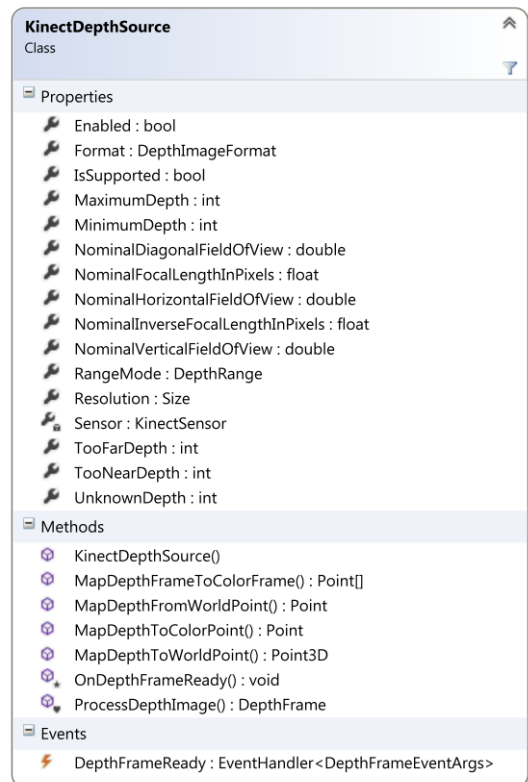 KinectDepthSource
Class
Properties
Enabled : bool
Format : DepthImageFormat
IsSupported : bool
MaximumDepth : int
MinimumDepth : int
NominalDiagonalFieldOfView : double
NominalFocalLengthInPixels : float
NominalHorizontalFieldOfView : double
NominalInverseFocalLengthInPixels : float
NominalVerticalFieldOfView : double
RangeMode : DepthRange
Resolution : Size
Sensor : KinectSensor
TooFarDepth : int
TooNearDepth : int
UnknownDepth : int
Methods
KinectDepthSource()
MapDepthFrameToColorFrame() : Point[]
MapDepthFromWorldPoint() : Point
MapDepthToColorPoint() : Point
MapDepthToWorldPoint() : Point3D
OnDepthFrameReady() : void
ProcessDepthImage() : DepthFrame
Events
DepthFrameReady : EventHandler<DepthFrameEventArgs>